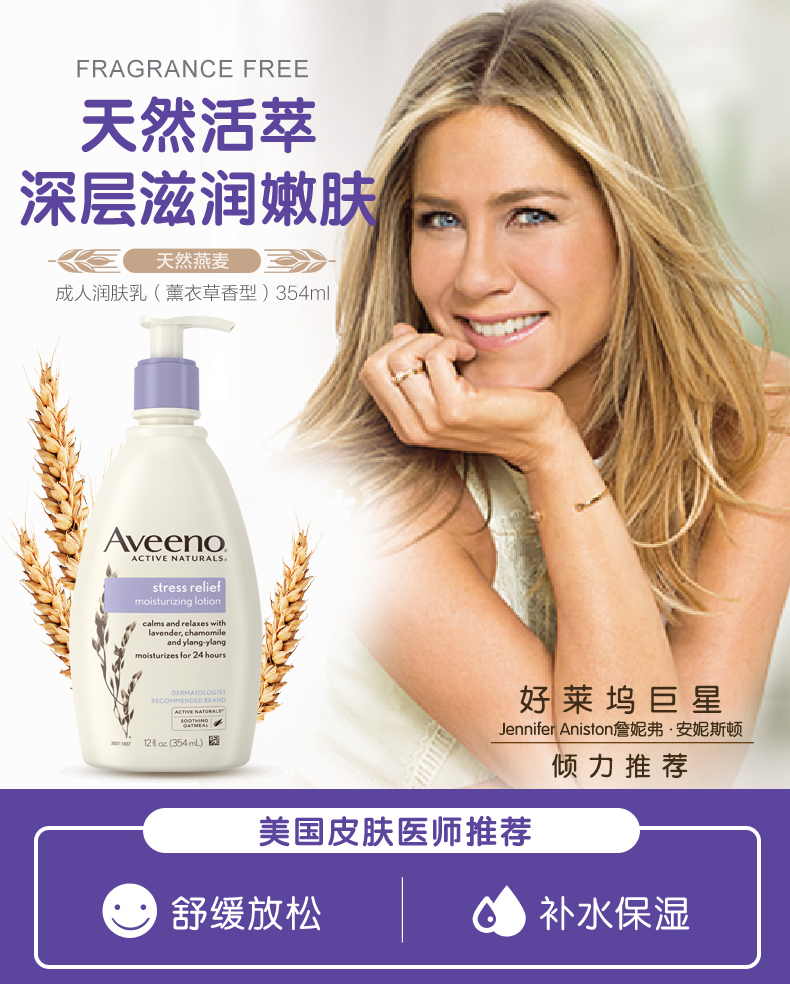 FRAGRANCE FREE
天然活萃
深层滋润嫩肤
天然燕麦
成人润肤乳（薰衣草香型）354ml
Aveeno®
ACTIVE NATURALS®
stress relief
moisturizing lotion
calms and relaxes with
lavender, chamomile
and ylang-ylang
moisturizes for 24 hours
DERMATOLOGIST
RECOMMENDED BRAND
ACTIVE NATURALS®
SOOTHING
OATMEAL
12 fl. oz. (354 mL)
好莱坞巨星
Jennifer Aniston詹妮弗·安妮斯顿
倾力推荐
美国皮肤医师推荐
舒缓放松
补水保湿